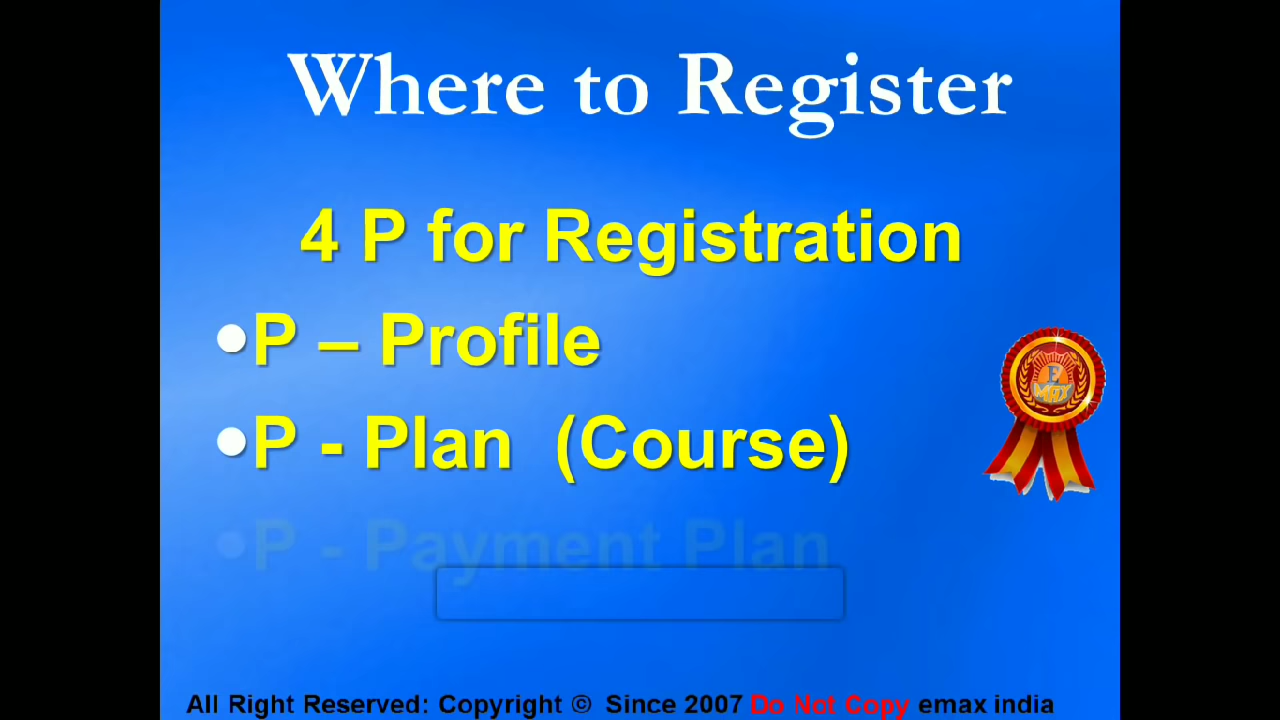 Where to Register
4 P for Registration
•P – Profile
•P - Plan (Course)
•P - Payment Plan
E
MAX
All Right Reserved: Copyright © Since 2007 Do Not Copy emax india